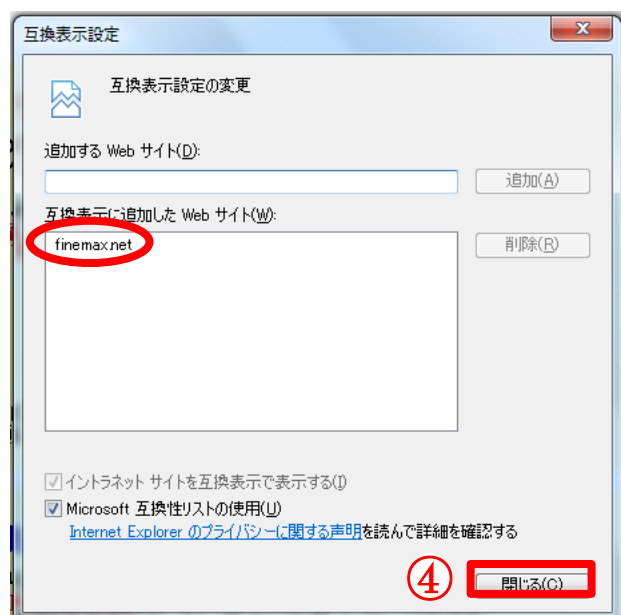 互換表示設定
互換表示設定の変更
追加する Web サイト(D):
追加(A)
互換表示に追加した Web サイト(W):
finemax.net
削除(R)
イントラネット サイトを互換表示で表示する(I)
Microsoft 互換性リストの使用(U)
Internet Explorer のプライバシーに関する声明を読んで詳細を確認する
④
閉じる(C)